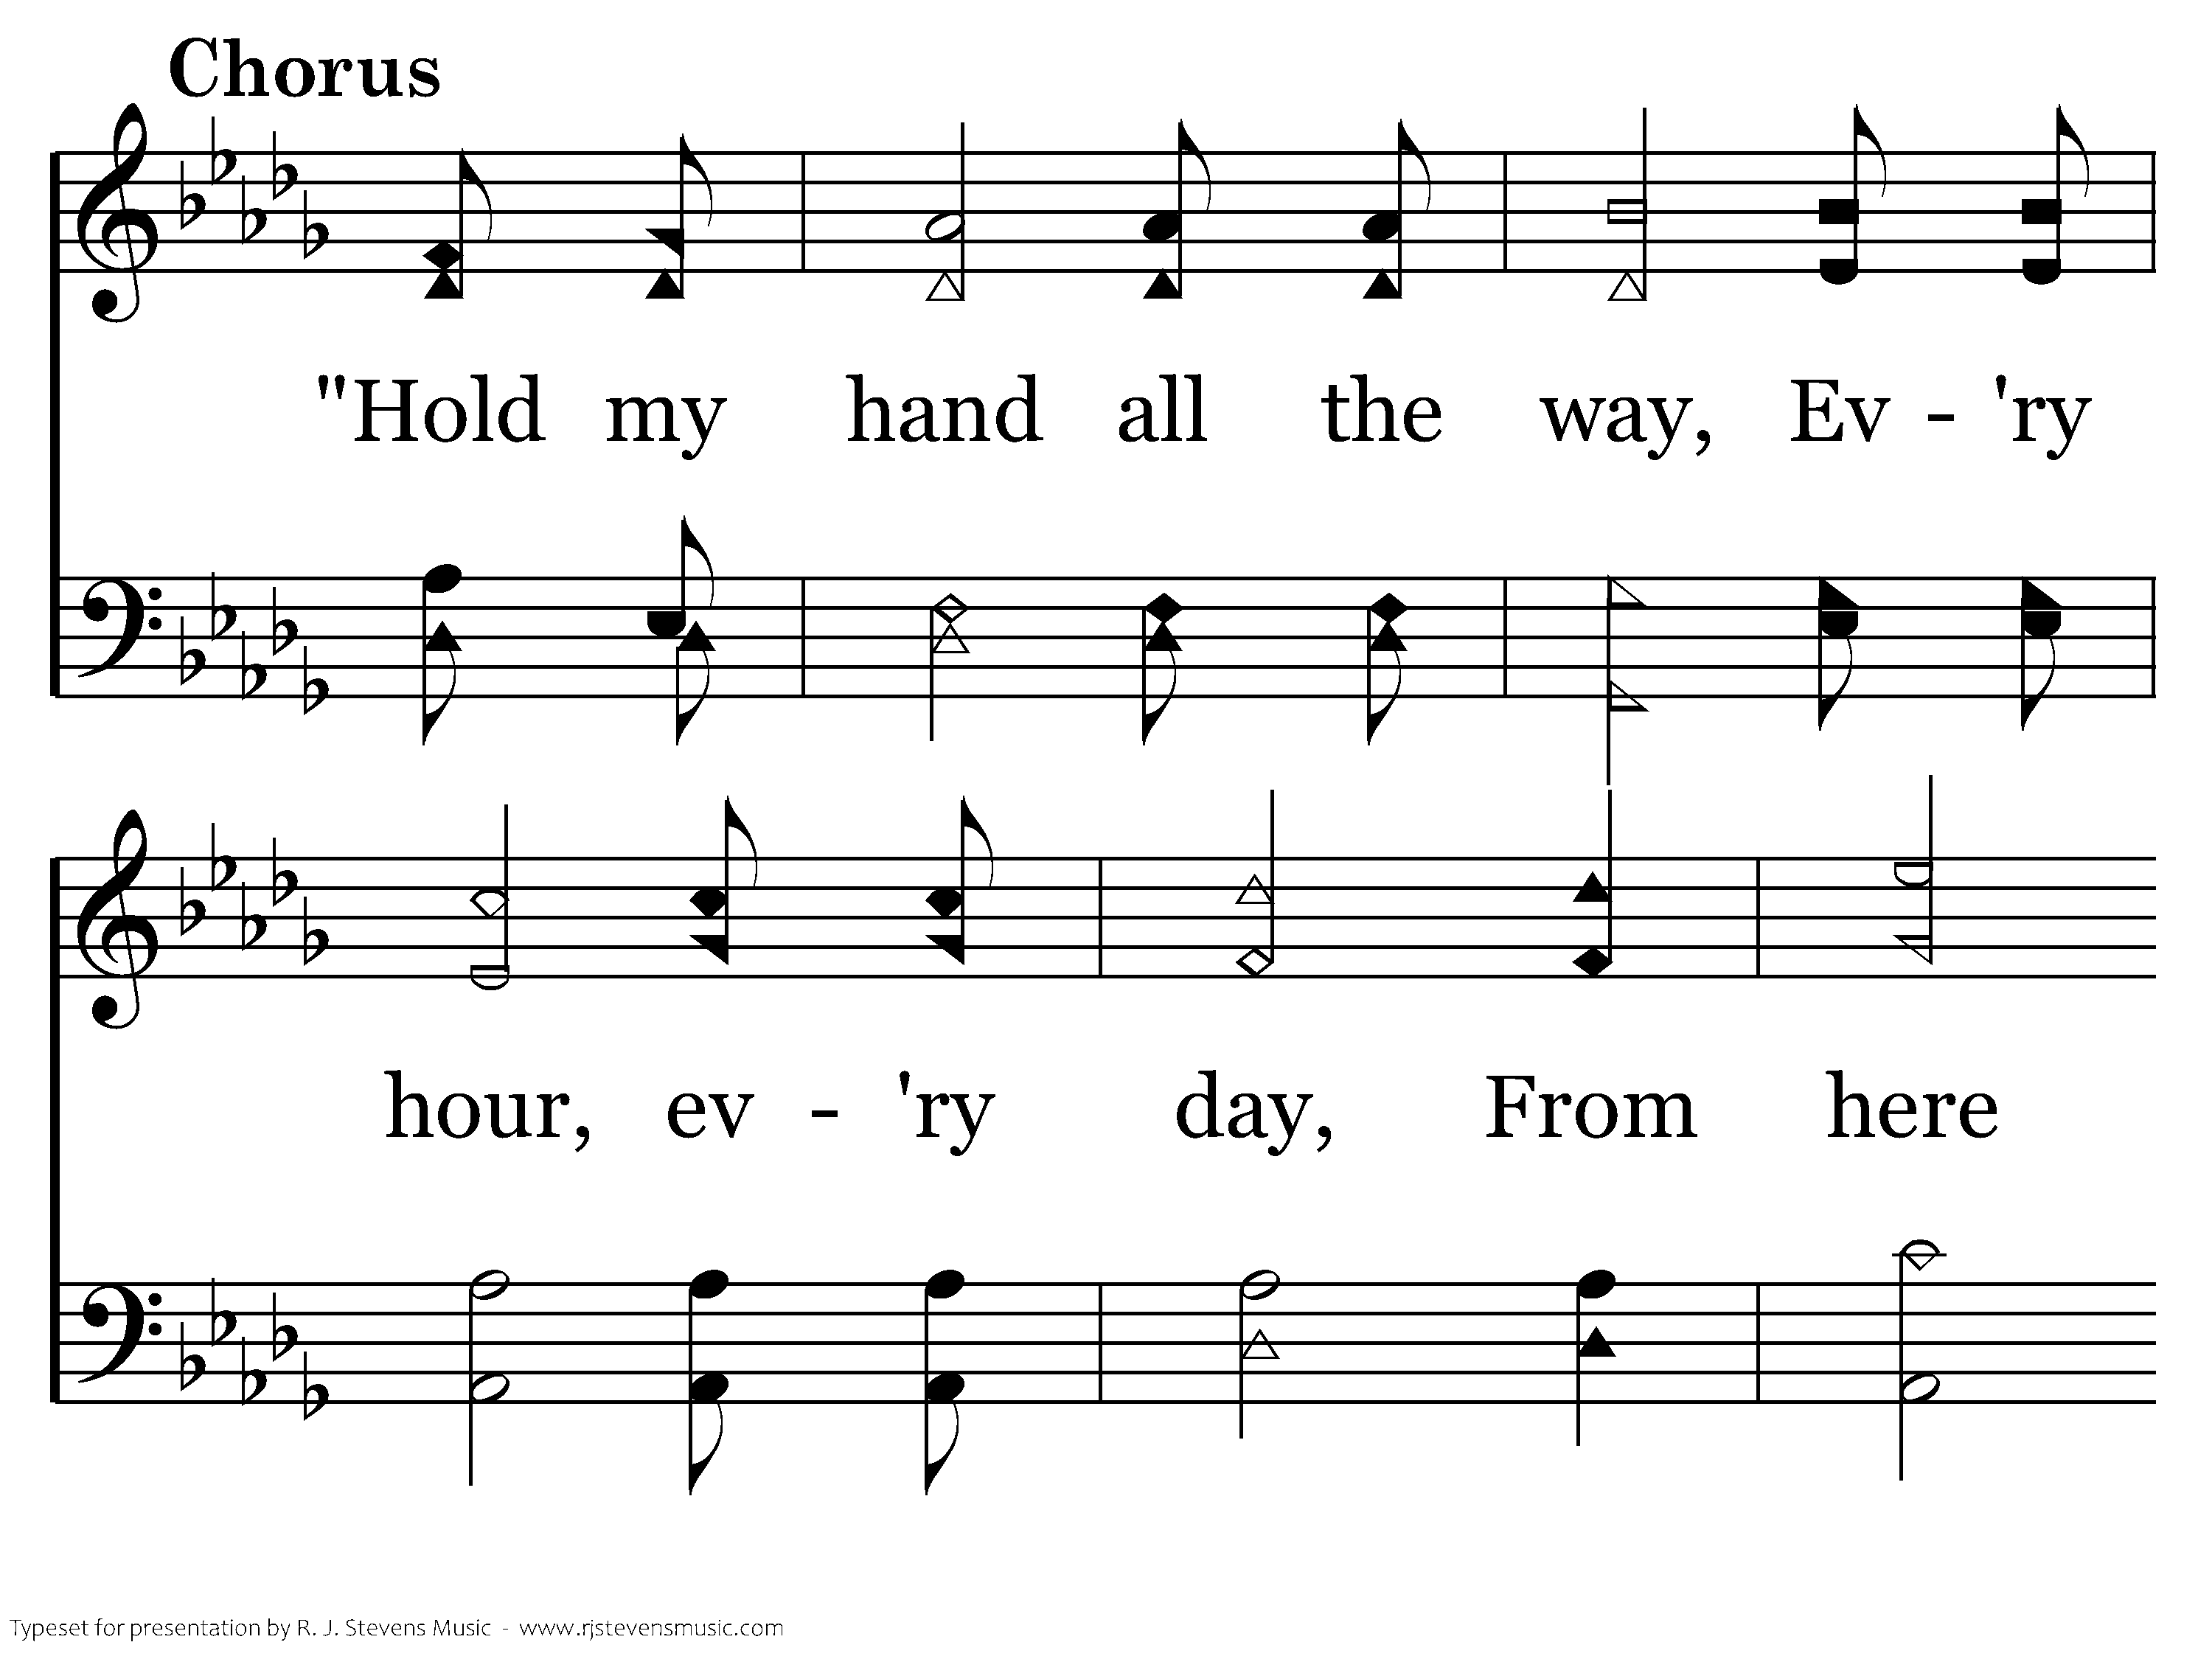 Chorus
"Hold my hand all the way, Ev - 'ry
hour, ev - 'ry day, From here
Typeset for presentation by R. J. Stevens Music - www.rjstevensmusic.com